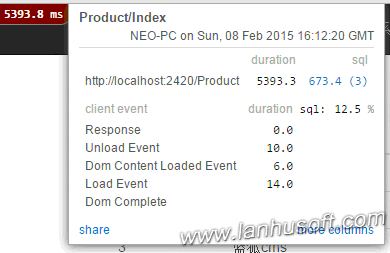 5393.8 ms
Product/Index
NEO-PC on Sun, 08 Feb 2015 16:12:20 GMT
duration sql
http://localhost:2420/Product 5393.3 673.4 (3)
client event duration sql: 12.5 %
Response 0.0
Unload Event 10.0
Dom Content Loaded Event 6.0
Load Event 14.0
Dom Complete
share more columns
www.lanhusoft.com
3 cms